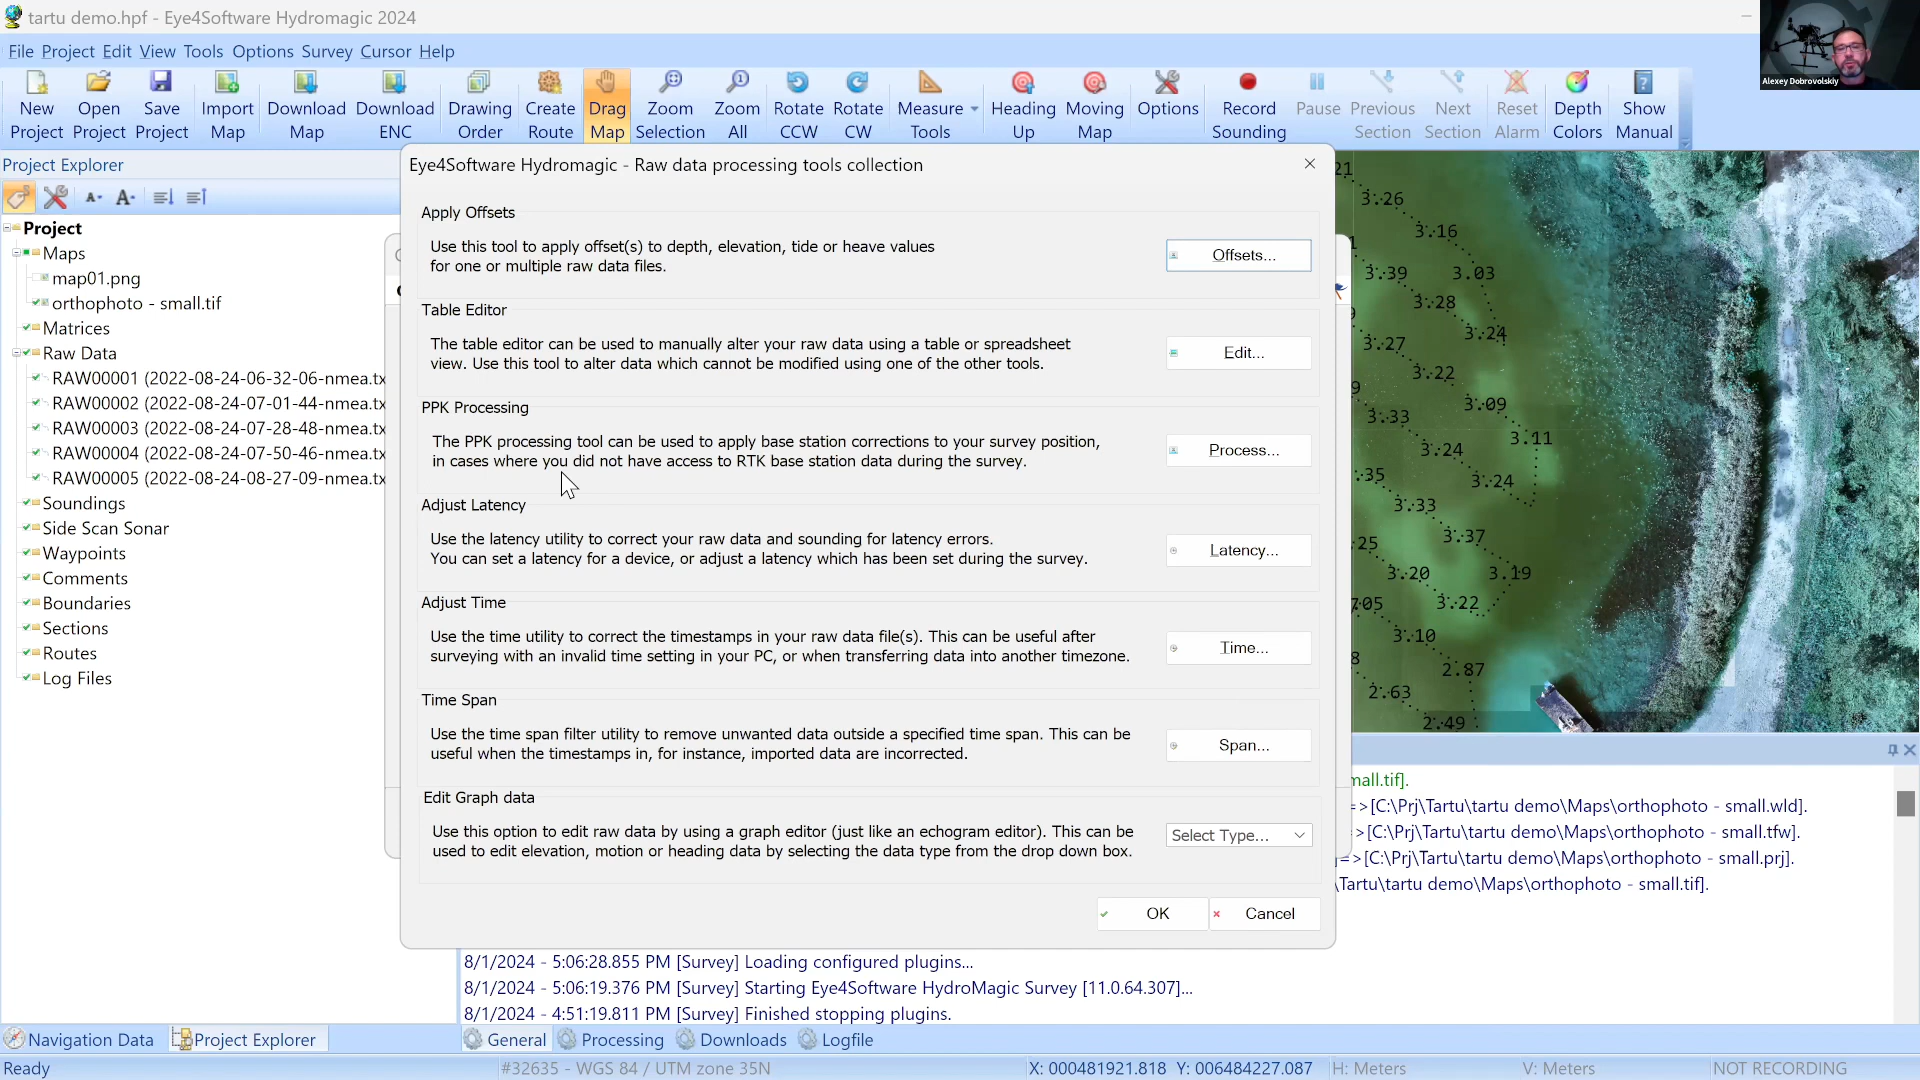 tartu demo.hpf - Eye4Software Hydromagic 2024
Alexey Dobrovolskiy
File Project Edit View Tools Options Survey Cursor Help
New Project
Open Project
Save Project
Import Map
Download Map
Download ENC
Drawing Order
Create Route
Drag Map
Zoom Selection
Zoom All
Rotate CCW
Rotate CW
Measure Tools
Heading Up
Moving Map
Options
Record Sounding
Pause
Previous Section
Next Section
Reset Alarm
Depth Colors
Show Manual
Project Explorer
Project
Maps
map01.png
orthophoto - small.tif
Matrices
Raw Data
RAW00001 (2022-08-24-06-32-06-nmea.tx
RAW00002 (2022-08-24-07-01-44-nmea.tx
RAW00003 (2022-08-24-07-28-48-nmea.tx
RAW00004 (2022-08-24-07-50-46-nmea.tx
RAW00005 (2022-08-24-08-27-09-nmea.tx
Soundings
Side Scan Sonar
Waypoints
Comments
Boundaries
Sections
Routes
Log Files
Eye4Software Hydromagic - Raw data processing tools collection
Apply Offsets
Use this tool to apply offset(s) to depth, elevation, tide or heave values
for one or multiple raw data files.
Offsets...
Table Editor
The table editor can be used to manually alter your raw data using a table or spreadsheet
view. Use this tool to alter data which cannot be modified using one of the other tools.
Edit...
PPK Processing
The PPK processing tool can be used to apply base station corrections to your survey position,
in cases where you did not have access to RTK base station data during the survey.
Process...
Adjust Latency
Use the latency utility to correct your raw data and sounding for latency errors.
You can set a latency for a device, or adjust a latency which has been set during the survey.
Latency...
Adjust Time
Use the time utility to correct the timestamps in your raw data file(s). This can be useful after
surveying with an invalid time setting in your PC, or when transferring data into another timezone.
Time...
Time Span
Use the time span filter utility to remove unwanted data outside a specified time span. This can be
useful when the timestamps in, for instance, imported data are incorrected.
Span...
Edit Graph data
Use this option to edit raw data by using a graph editor (just like an echogram editor). This can be
used to edit elevation, motion or heading data by selecting the data type from the drop down box.
Select Type...
OK
Cancel
21
3.26
3.16
3.39 3.03
3.28
3.24
3.27
3.22
3.09
3.33
3.11
3.24
.35
3.24
3.33
3.37
25
3.20 3.19
3.22
05
3.10
2.87
2.63
2.49
mall.tif].
=>[C:\Prj\Tartu\tartu demo\Maps\orthophoto - small.wld].
>[C:\Prj\Tartu\tartu demo\Maps\orthophoto - small.tfw].
=>[C:\Prj\Tartu\tartu demo\Maps\orthophoto - small.prj].
\Tartu\tartu demo\Maps\orthophoto - small.tif].
8/1/2024 - 5:06:28.855 PM [Survey] Loading configured plugins...
8/1/2024 - 5:06:19.376 PM [Survey] Starting Eye4Software HydroMagic Survey [11.0.64.307]...
8/1/2024 - 4:51:19.811 PM [Survey] Finished stopping plugins.
Navigation Data
Project Explorer
General
Processing
Downloads
Logfile
Ready
#32635 - WGS 84 / UTM zone 35N
X: 000481921.818 Y: 006484227.087
H: Meters
V: Meters
NOT RECORDING